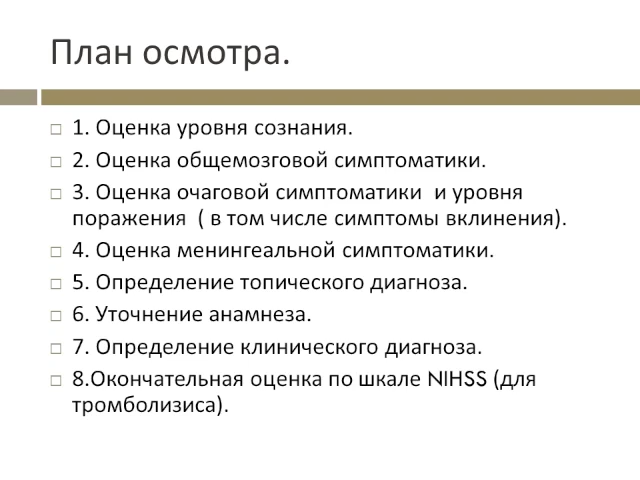 План осмотра.
1. Оценка уровня сознания.
2. Оценка общемозговой симптоматики.
3. Оценка очаговой симптоматики и уровня
поражения ( в том числе симптомы вклинения).
4. Оценка менингеальной симптоматики.
5. Определение топического диагноза.
6. Уточнение анамнеза.
7. Определение клинического диагноза.
8.Окончательная оценка по шкале NIHSS (для
тромболизиса).